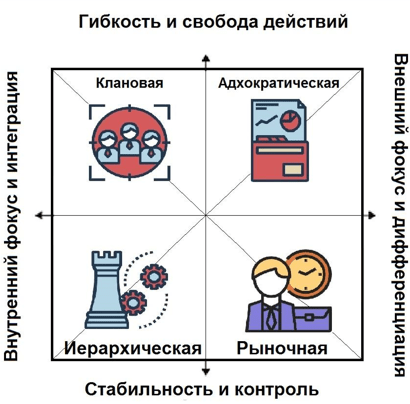 Гибкость и свобода действий
Клановая
Адхократическая
Внутренний фокус и интеграция
Внешний фокус и дифференциация
Иерархическая
Рыночная
Стабильность и контроль